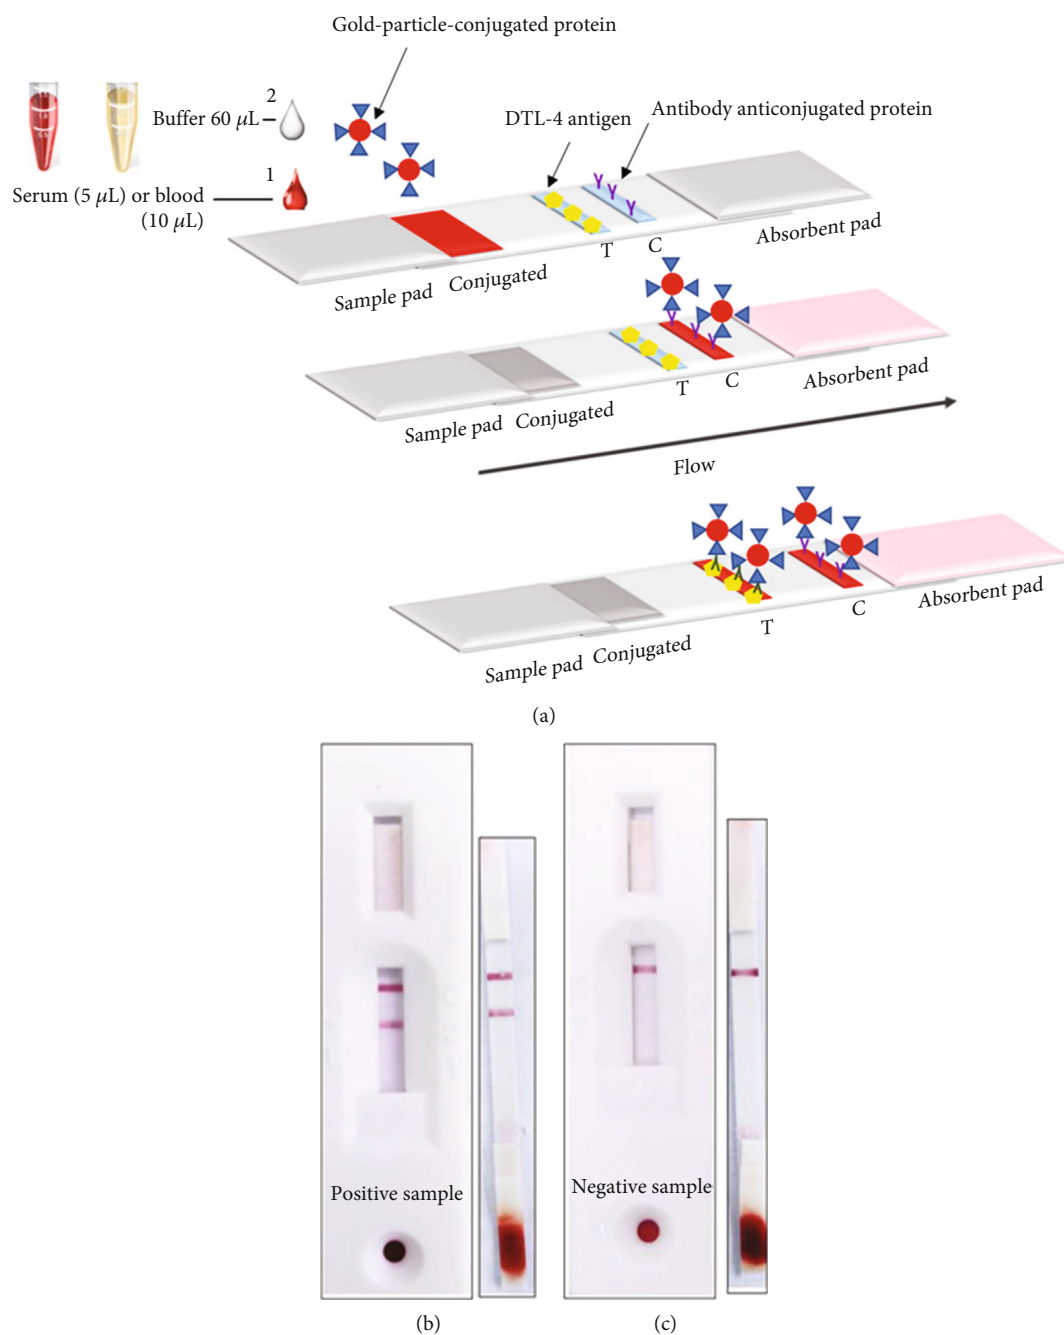 Gold-particle-conjugated protein
2
Buffer 60 μL
DTL-4 antigen
Antibody anticonjugated protein
1
Serum (5 μL) or blood
(10 μL)
Sample pad
Conjugated
T
C
Absorbent pad
Sample pad
Conjugated
T
C
Absorbent pad
Flow
Sample pad
Conjugated
T
C
Absorbent pad
(a)
Positive sample
Negative sample
(b)
(c)